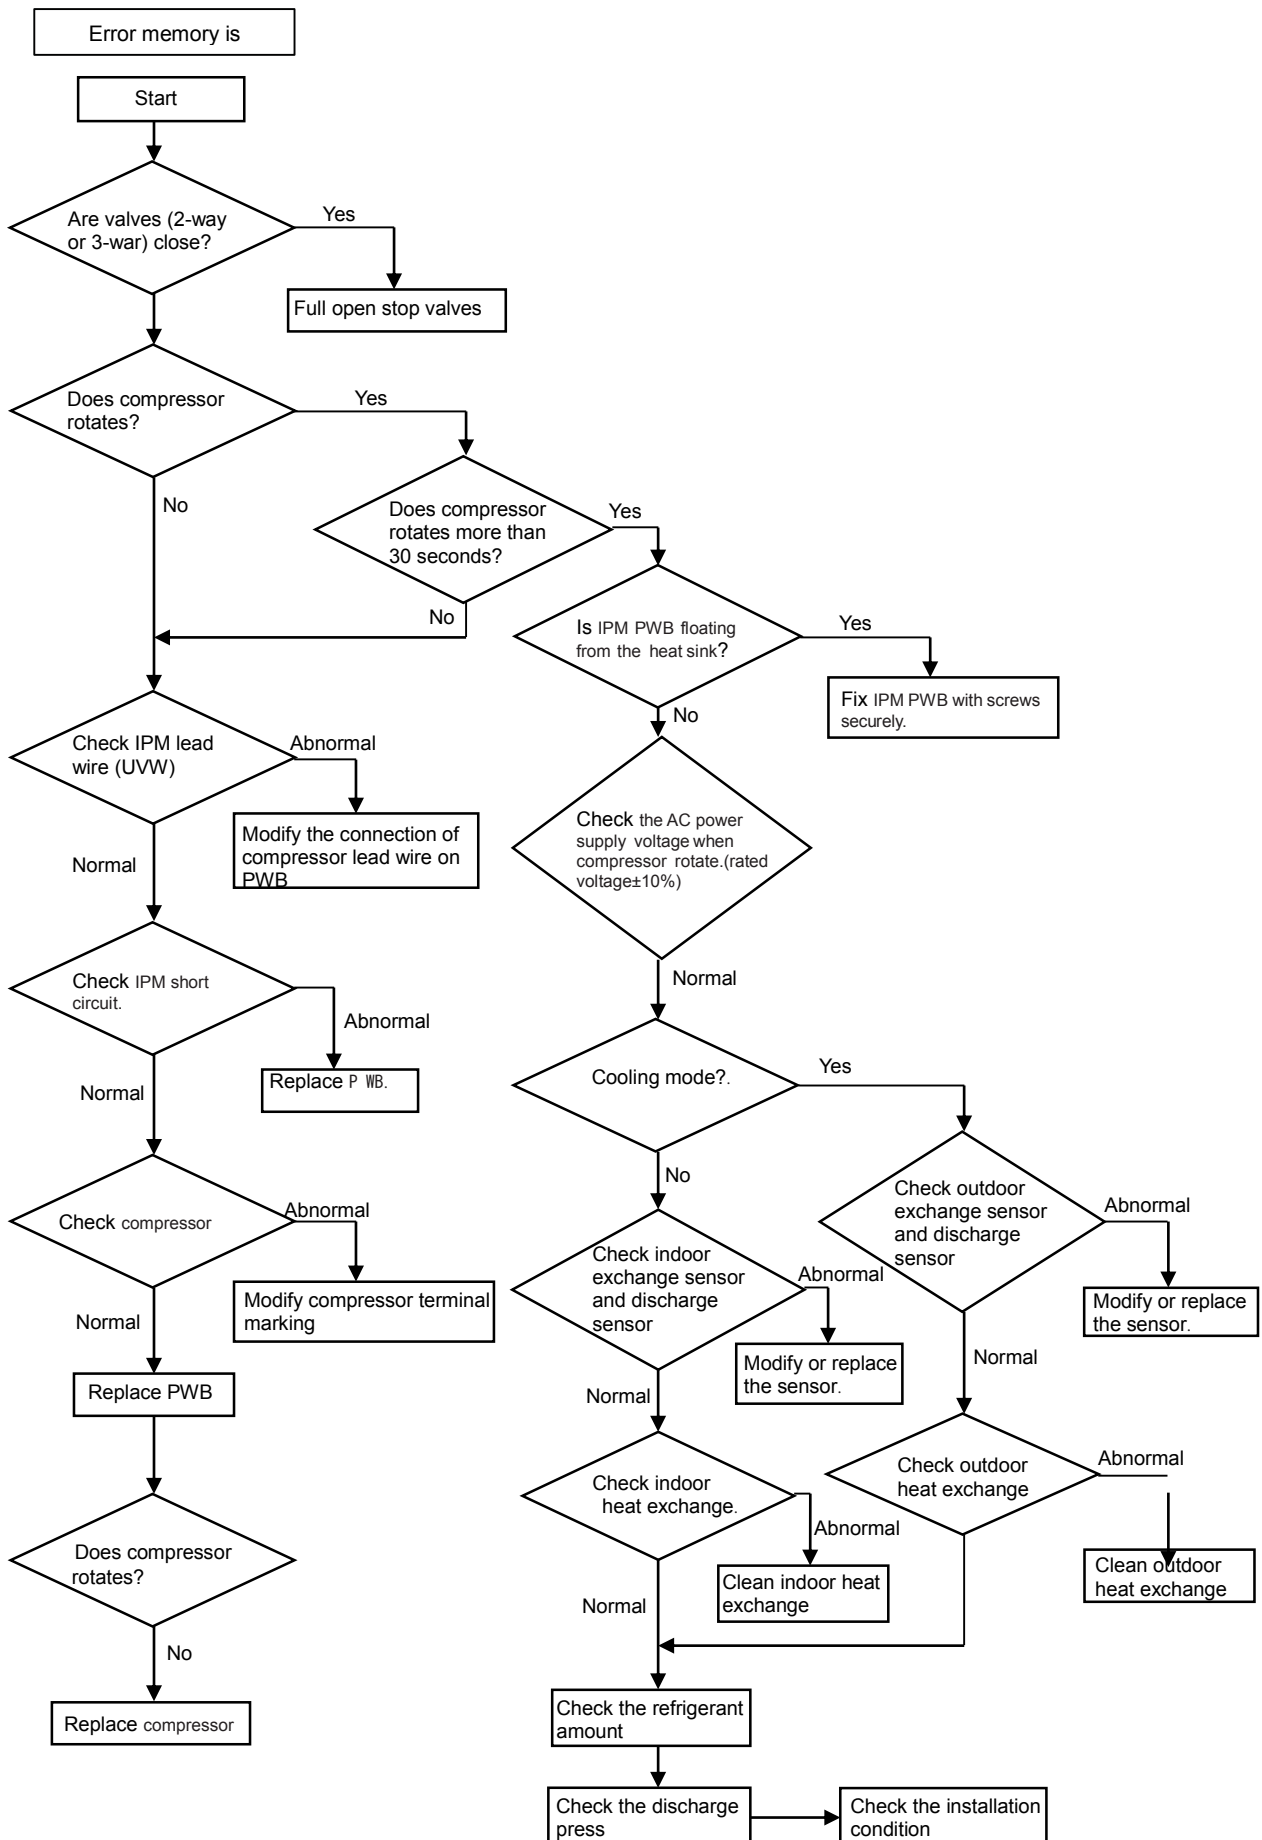 Error memory is
Start
Are valves (2-way
or 3-war) close?
Yes
Full open stop valves
Does compressor
rotates?
Yes
No
Does compressor
rotates more than
30 seconds?
Yes
No
Is IPM PWB floating
from the heat sink?
Yes
Fix IPM PWB with screws
securely.
No
Check IPM lead
wire (UVW)
Abnormal
Modify the connection of
compressor lead wire on
PWB
Normal
Check the AC power
supply voltage when
compressor rotate.(rated
voltage±10%)
Normal
Check IPM short
circuit.
Abnormal
Replace P WB.
Normal
Cooling mode?.
Yes
No
Check compressor
Abnormal
Modify compressor terminal
marking
Normal
Replace PWB
Does compressor
rotates?
No
Replace compressor
Check indoor
exchange sensor
and discharge
sensor
Abnormal
Modify or replace
the sensor.
Normal
Check outdoor
exchange sensor
and discharge
sensor
Abnormal
Modify or replace
the sensor.
Normal
Check indoor
heat exchange.
Abnormal
Clean indoor heat
exchange
Normal
Check outdoor
heat exchange
Abnormal
Clean outdoor
heat exchange
Check the refrigerant
amount
Check the discharge
press
Check the installation
condition